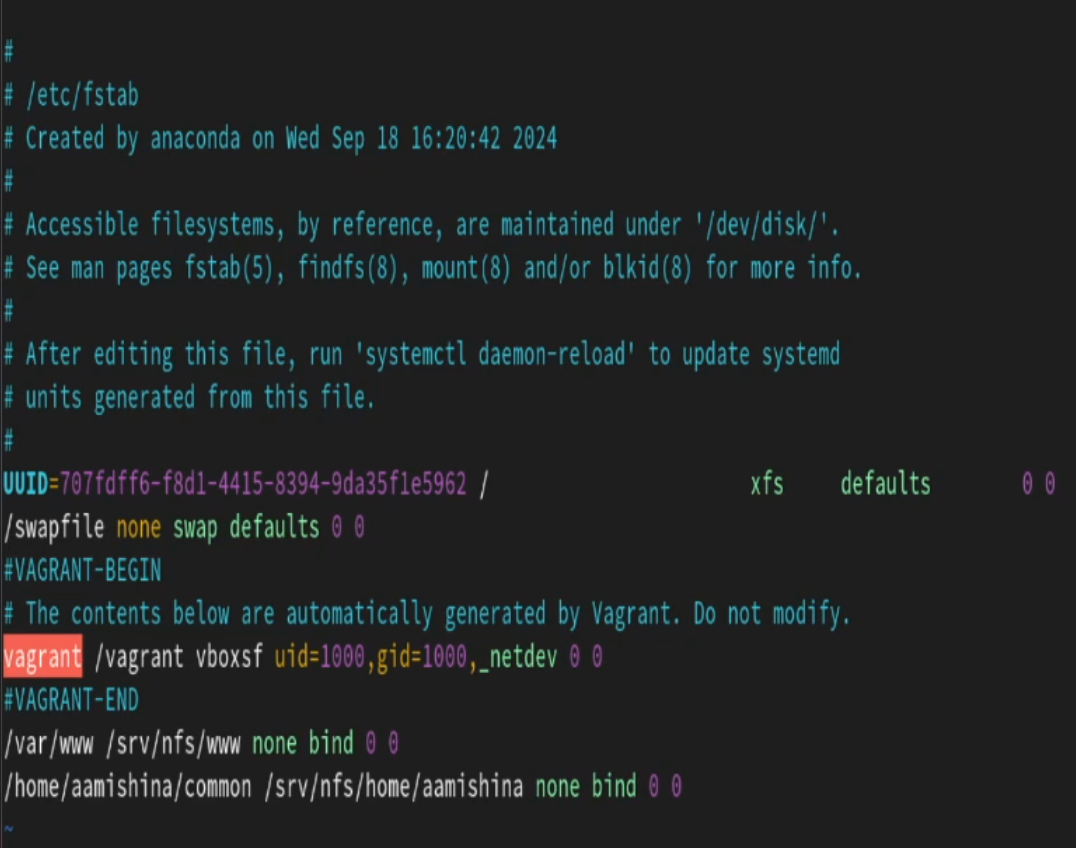 #
# /etc/fstab
# Created by anaconda on Wed Sep 18 16:20:42 2024
#
# Accessible filesystems, by reference, are maintained under '/dev/disk/'.
# See man pages fstab(5), findfs(8), mount(8) and/or blkid(8) for more info.
#
# After editing this file, run 'systemctl daemon-reload' to update systemd
# units generated from this file.
#
UUID=707fdff6-f8d1-4415-8394-9da35f1e5962 / xfs defaults 0 0
/swapfile none swap defaults 0 0
#VAGRANT-BEGIN
# The contents below are automatically generated by Vagrant. Do not modify.
vagrant /vagrant vboxsf uid=1000,gid=1000,_netdev 0 0
#VAGRANT-END
/var/www /srv/nfs/www none bind 0 0
/home/aamishina/common /srv/nfs/home/aamishina none bind 0 0
~